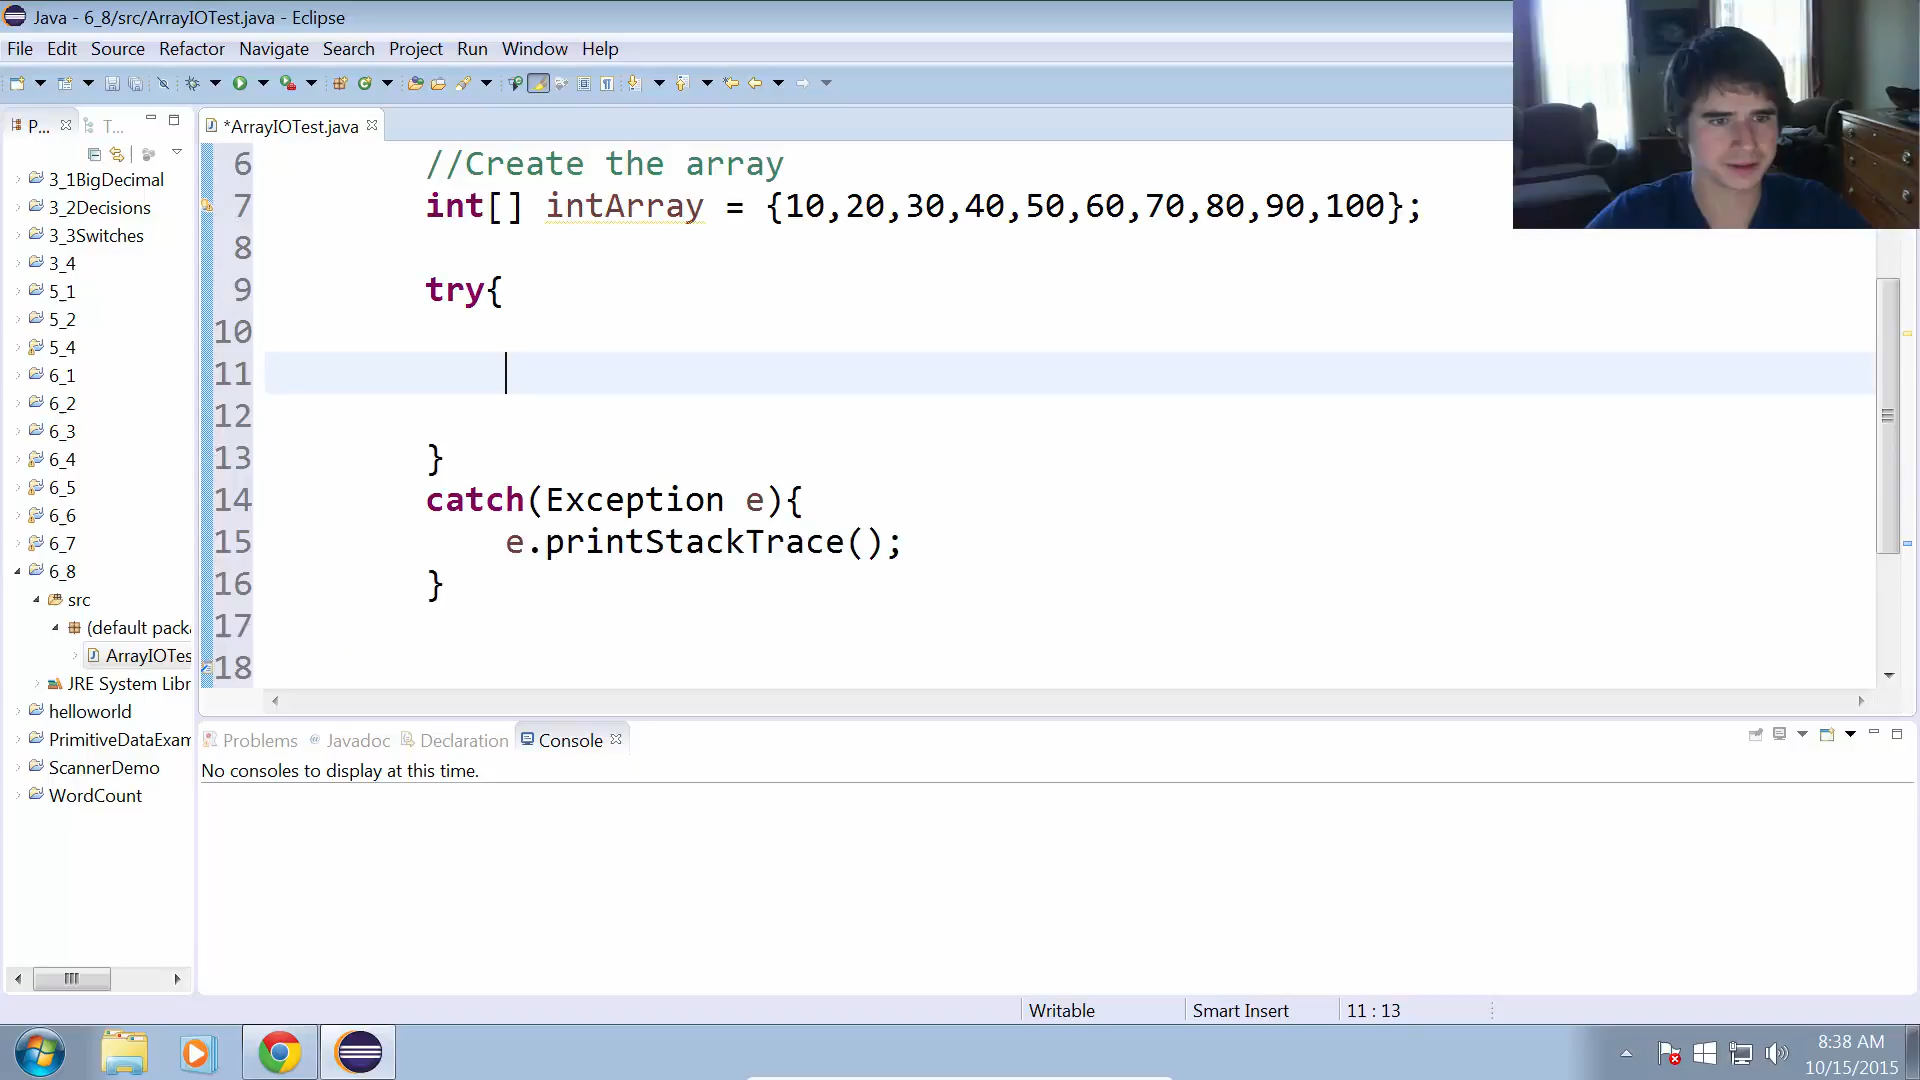 Java - 6_8/src/ArrayIOTest.java - Eclipse
File Edit Source Refactor Navigate Search Project Run Window Help
P... T...
*ArrayIOTest.java
3_1BigDecimal
3_2Decisions
3_3Switches
3_4
5_1
5_2
5_4
6_1
6_2
6_3
6_4
6_5
6_6
6_7
6_8
src
(default pack
ArrayIOTes
JRE System Libr
helloworld
PrimitiveDataExam
ScannerDemo
WordCount
6 //Create the array
7 int[] intArray = {10,20,30,40,50,60,70,80,90,100};
8
9 try{
10
11
12
13 }
14 catch(Exception e){
15 e.printStackTrace();
16 }
17
18
Problems @ Javadoc Declaration Console
No consoles to display at this time.
Writable Smart Insert 11 : 13
8:38 AM
10/15/2015